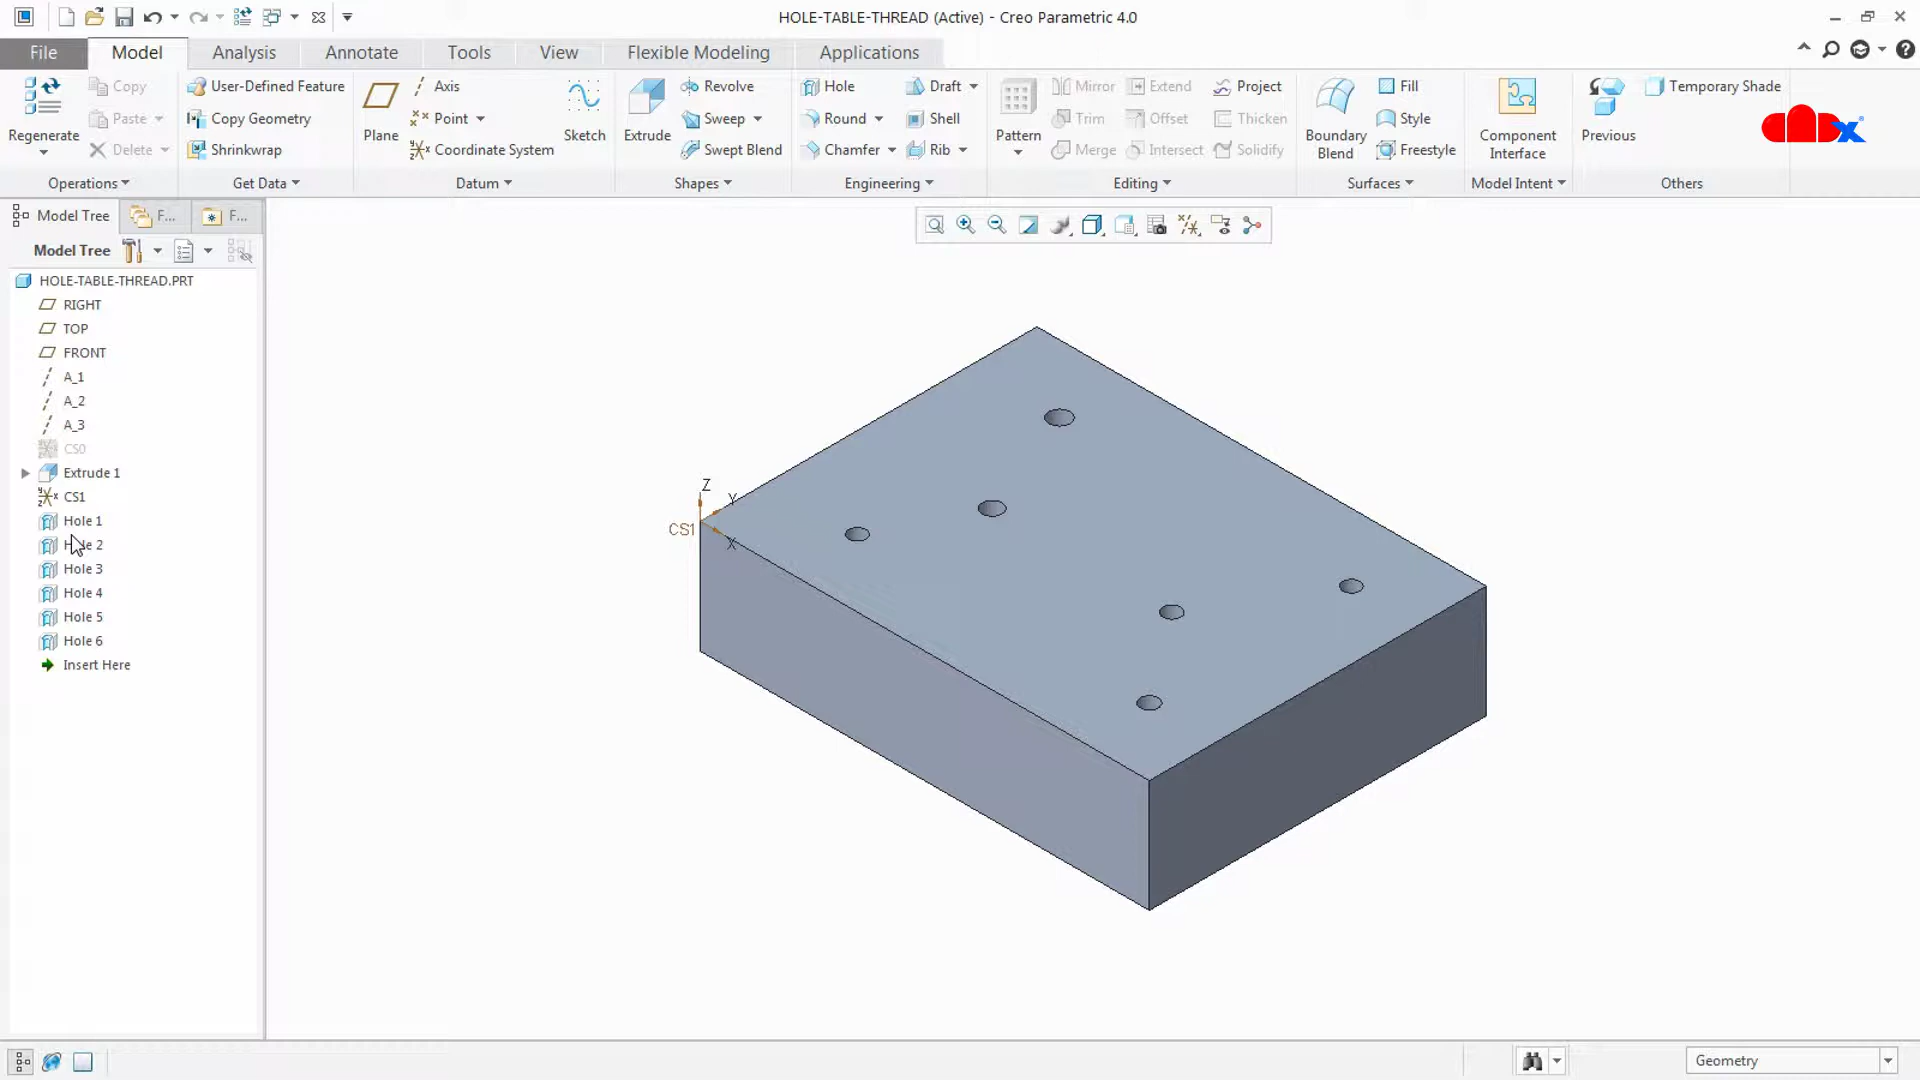 HOLE-TABLE-THREAD (Active) - Creo Parametric 4.0
File Model Analysis Annotate Tools View Flexible Modeling Applications
Regenerate
Copy
Paste
Delete
Operations
User-Defined Feature
Copy Geometry
Shrinkwrap
Get Data
Plane
Axis
Point
Coordinate System
Sketch
Datum
Extrude
Revolve
Sweep
Swept Blend
Shapes
Hole
Round
Chamfer
Draft
Shell
Rib
Engineering
Pattern
Mirror
Trim
Merge
Extend
Offset
Intersect
Project
Thicken
Solidify
Editing
Boundary
Blend
Fill
Style
Freestyle
Surfaces
Component
Interface
Model Intent
Previous
Temporary Shade
Others
Model Tree F... F...
Model Tree
HOLE-TABLE-THREAD.PRT
RIGHT
TOP
FRONT
A_1
A_2
A_3
CS0
Extrude 1
CS1
Hole 1
Hole 2
Hole 3
Hole 4
Hole 5
Hole 6
Insert Here
Z
Y
CS1
X
Geometry